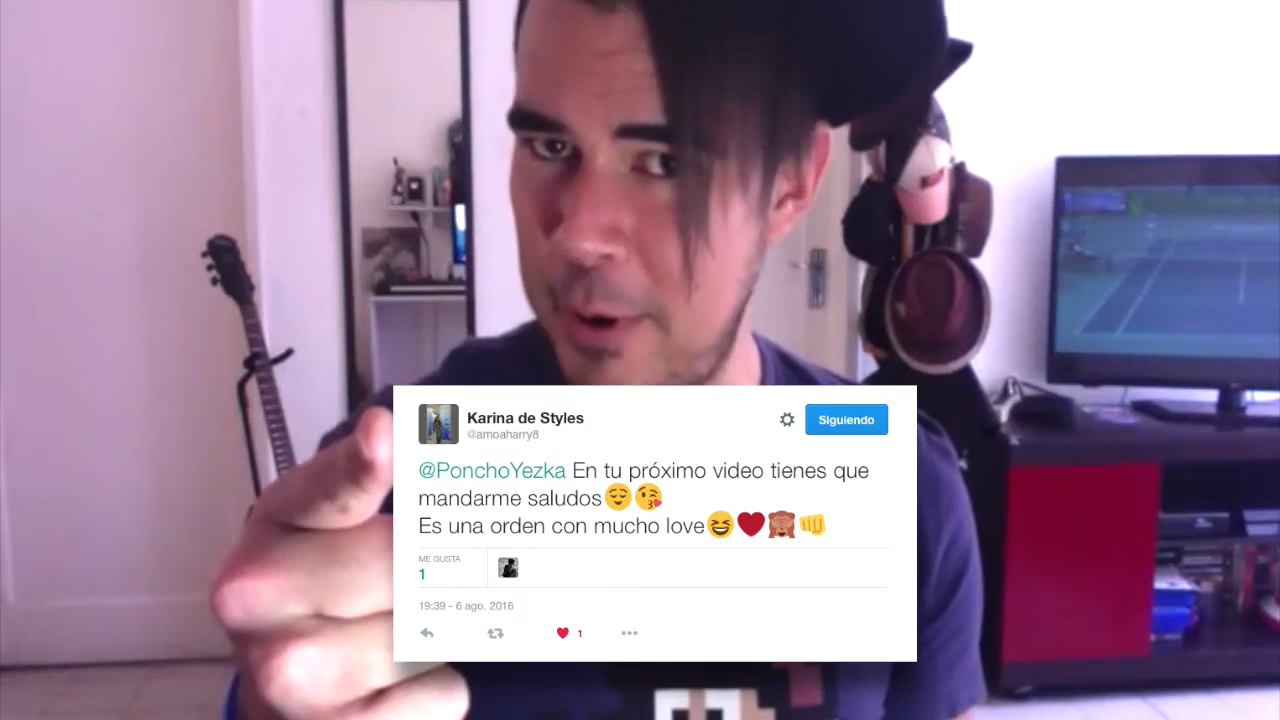 Karina de Styles
@amoaharry8
Siguiendo
@PonchoYezka En tu próximo video tienes que
mandarme saludos😌😘
Es una orden con mucho love😆❤️🙈👊
ME GUSTA
1
19:39 - 6 ago. 2016
1